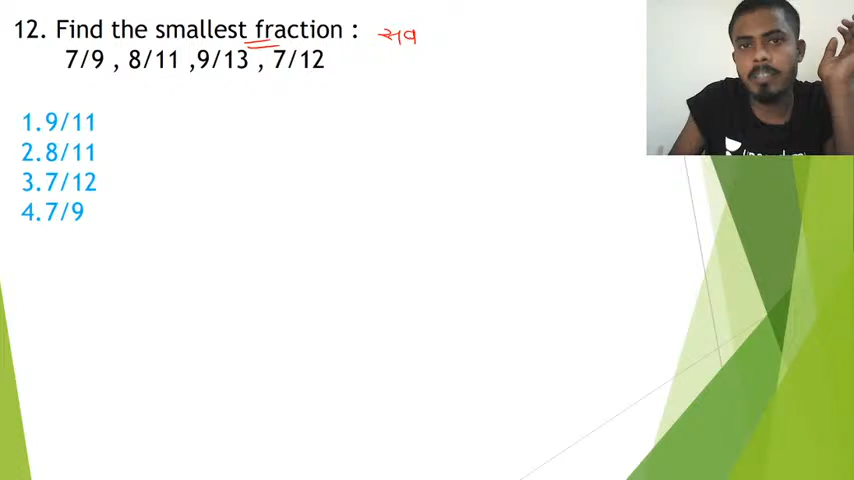 12. Find the smallest fraction : सव
7/9 , 8/11 ,9/13 , 7/12
1.9/11
2.8/11
3.7/12
4.7/9